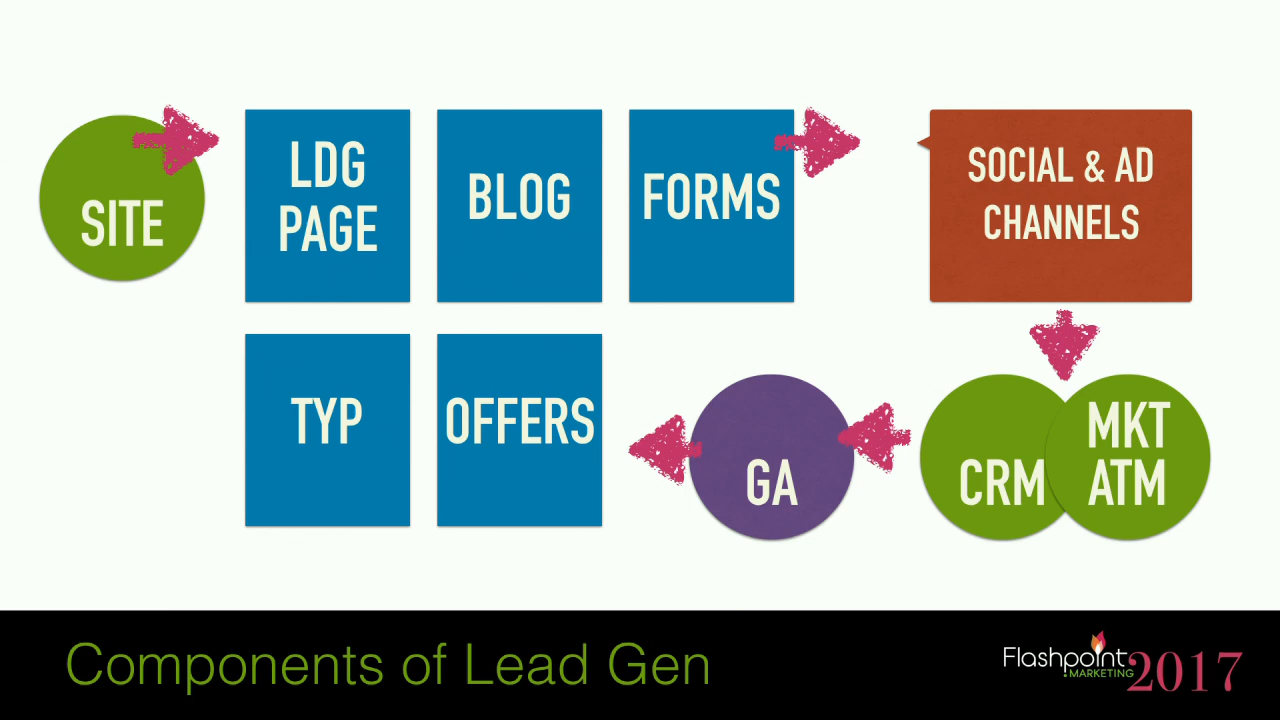 SITE
LDG
PAGE
BLOG
FORMS
SOCIAL & AD
CHANNELS
TYP
OFFERS
GA
CRM
MKT
ATM
Components of Lead Gen
Flashpoint
MARKETING
2017